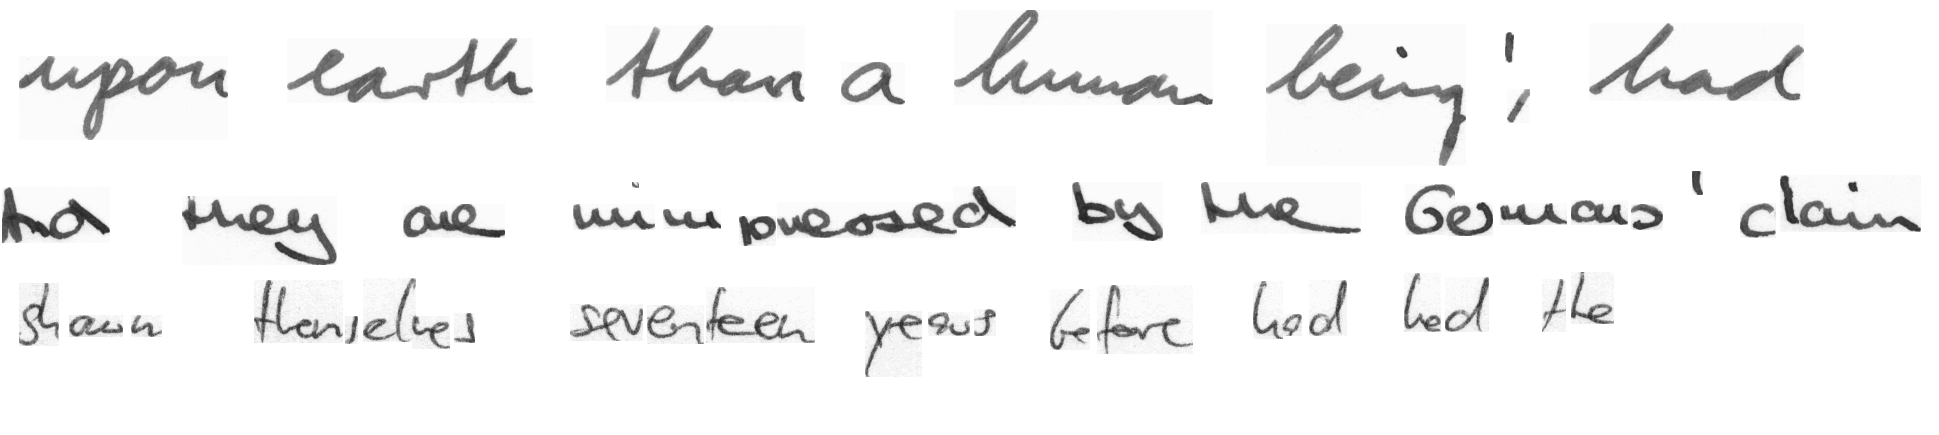 upon earth than a human being', had
And they are unimpressed by the Germans' claim
shown themselves seventeen years before had had the